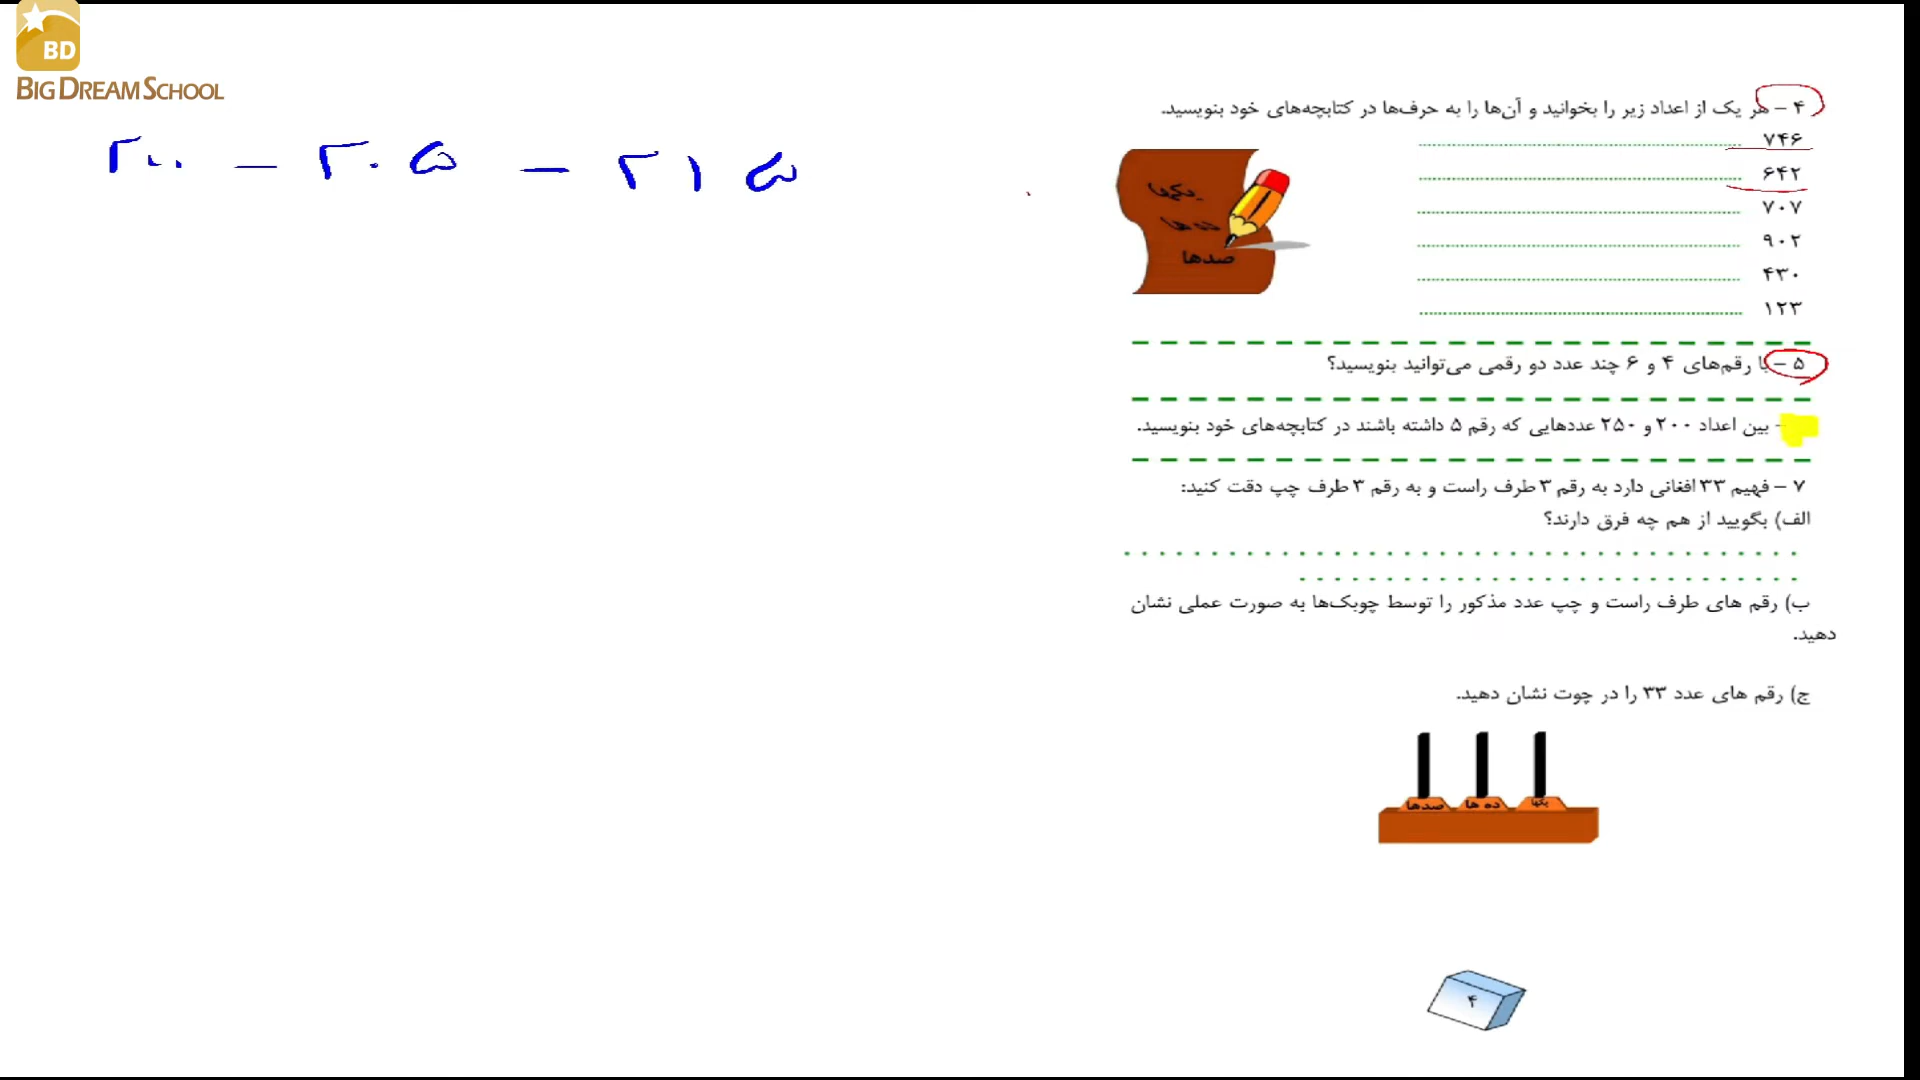 BD
BIG DREAM SCHOOL
۲۰۰ – ۲۰۵ – ۲۱۵
۴ – هر یک از اعداد زیر را بخوانید و آن‌ها را به حرف‌ها در کتابچه‌های خود بنویسید.
۷۴۶
۶۴۲
۷۰۷
۹۰۲
۴۳۰
۱۲۳
یکها
ده ها
صدها
۵ – با رقم‌های ۴ و ۶ چند عدد دو رقمی می‌توانید بنویسید؟
– بین اعداد ۲۰۰ و ۲۵۰ عددهایی که رقم ۵ داشته باشند در کتابچه‌های خود بنویسید.
۷ – فهیم ۳۳ افغانی دارد به رقم ۳ طرف راست و به رقم ۳ طرف چپ دقت کنید:
الف) بگویید از هم چه فرق دارند؟
ب) رقم های طرف راست و چپ عدد مذکور را توسط چوبک‌ها به صورت عملی نشان
دهید.
ج) رقم های عدد ۳۳ را در چوت نشان دهید.
صدها ده ها یکها
۴